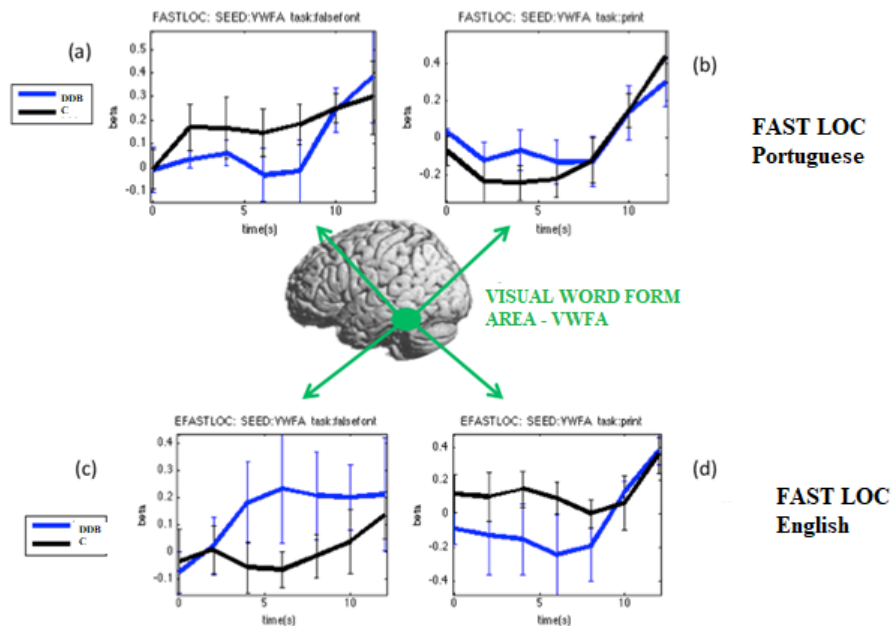 FASTLOC: SEED:VWFA task:falsefont
FASTLOC: SEED:VWFA task:print
(a)
(b)
DDB
C
beta
0.5
0.4
0.3
0.2
0.1
0
-0.1
0 5 10
time(s)
beta
0.4
0.2
0
-0.2
0 5 10
time(s)
FAST LOC
Portuguese
VISUAL WORD FORM
AREA - VWFA
EFASTLOC: SEED:VWFA task:falsefont
EFASTLOC: SEED:VWFA task:print
(c)
(d)
DDB
C
beta
0.4
0.3
0.2
0.1
0
-0.1
0 5 10
time(s)
beta
0.4
0.2
0
-0.2
-0.4
0 5 10
time(s)
FAST LOC
English